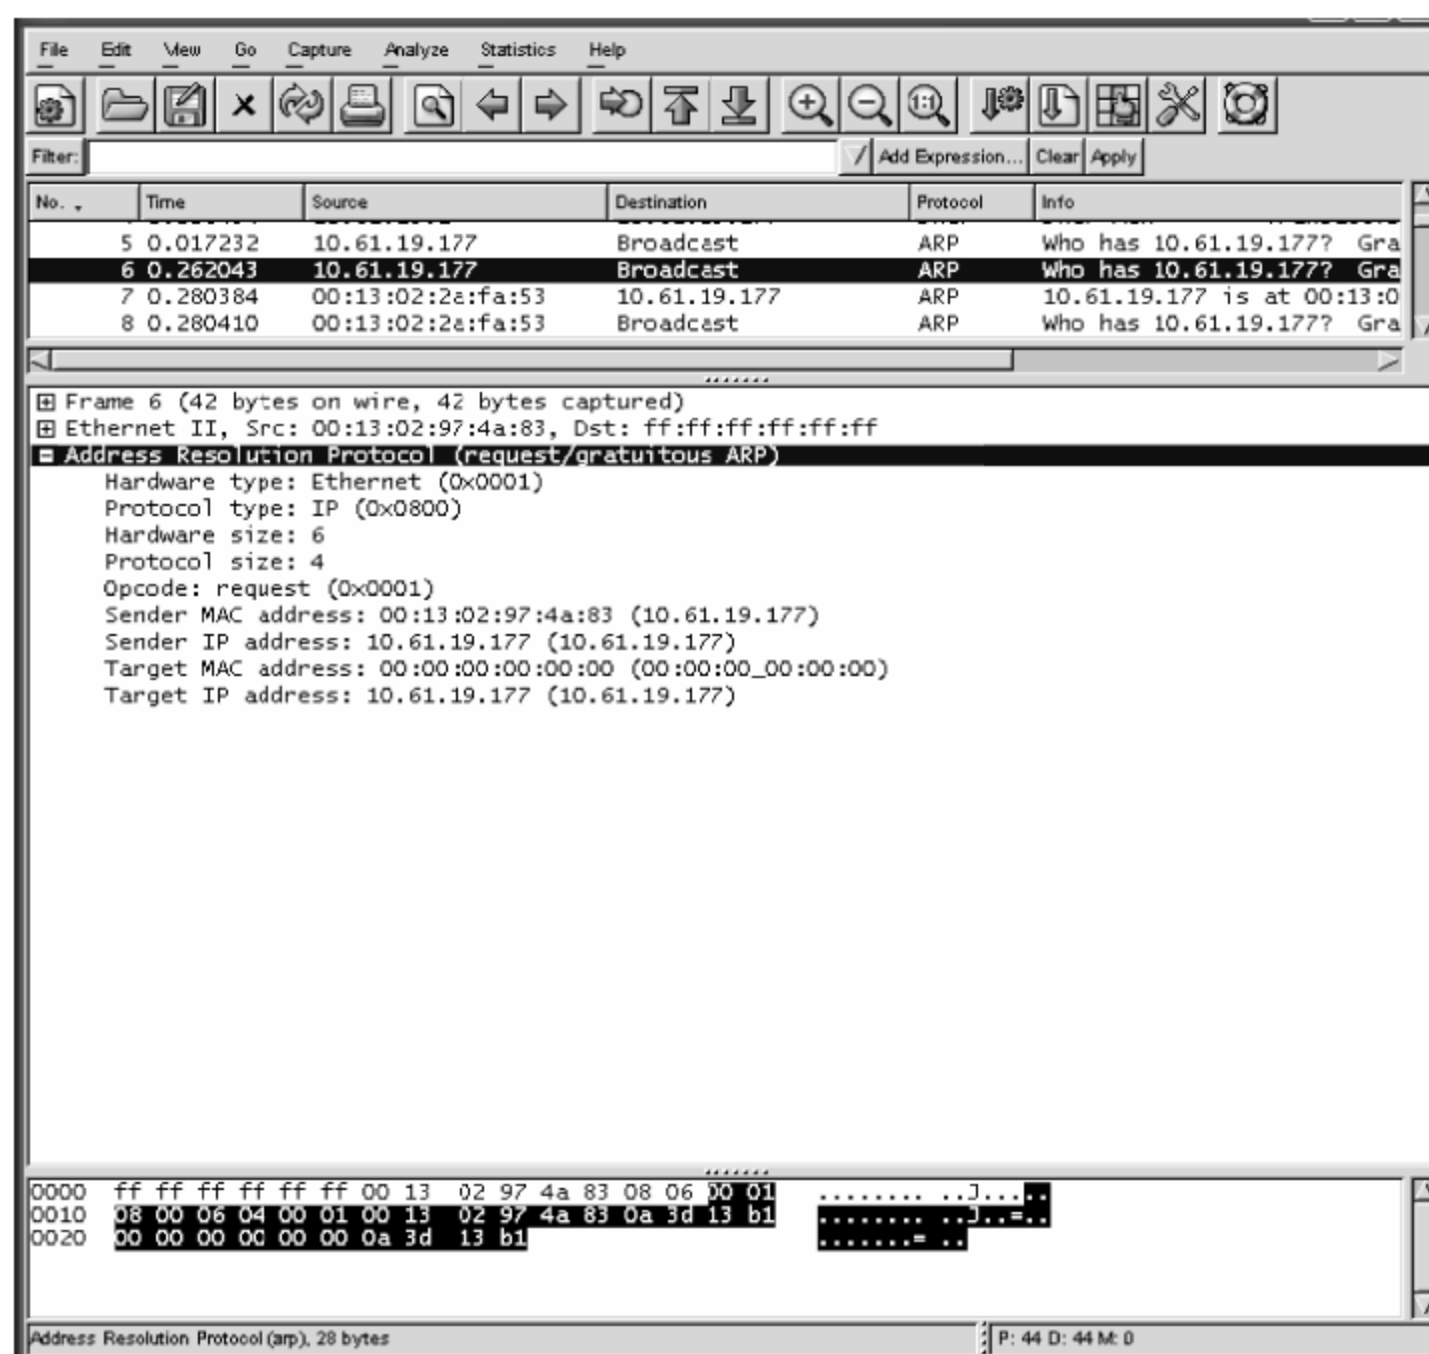 File Edit View Go Capture Analyze Statistics Help
Filter: Add Expression... Clear Apply
No. Time Source Destination Protocol Info
5 0.017232 10.61.19.177 Broadcast ARP Who has 10.61.19.177? Gra
6 0.262043 10.61.19.177 Broadcast ARP Who has 10.61.19.177? Gra
7 0.280384 00:13:02:2a:fa:53 10.61.19.177 ARP 10.61.19.177 is at 00:13:0
8 0.280410 00:13:02:2a:fa:53 Broadcast ARP Who has 10.61.19.177? Gra
Frame 6 (42 bytes on wire, 42 bytes captured)
Ethernet II, Src: 00:13:02:97:4a:83, Dst: ff:ff:ff:ff:ff:ff
Address Resolution Protocol (request/gratuitous ARP)
Hardware type: Ethernet (0x0001)
Protocol type: IP (0x0800)
Hardware size: 6
Protocol size: 4
Opcode: request (0x0001)
Sender MAC address: 00:13:02:97:4a:83 (10.61.19.177)
Sender IP address: 10.61.19.177 (10.61.19.177)
Target MAC address: 00:00:00:00:00:00 (00:00:00_00:00:00)
Target IP address: 10.61.19.177 (10.61.19.177)
0000 ff ff ff ff ff ff 00 13 02 97 4a 83 08 06 00 01 ........ ..J.....
0010 08 00 06 04 00 01 00 13 02 97 4a 83 0a 3d 13 b1 ........ ..J..=..
0020 00 00 00 00 00 00 0a 3d 13 b1 .......= ..
Address Resolution Protocol (arp), 28 bytes P: 44 D: 44 M: 0